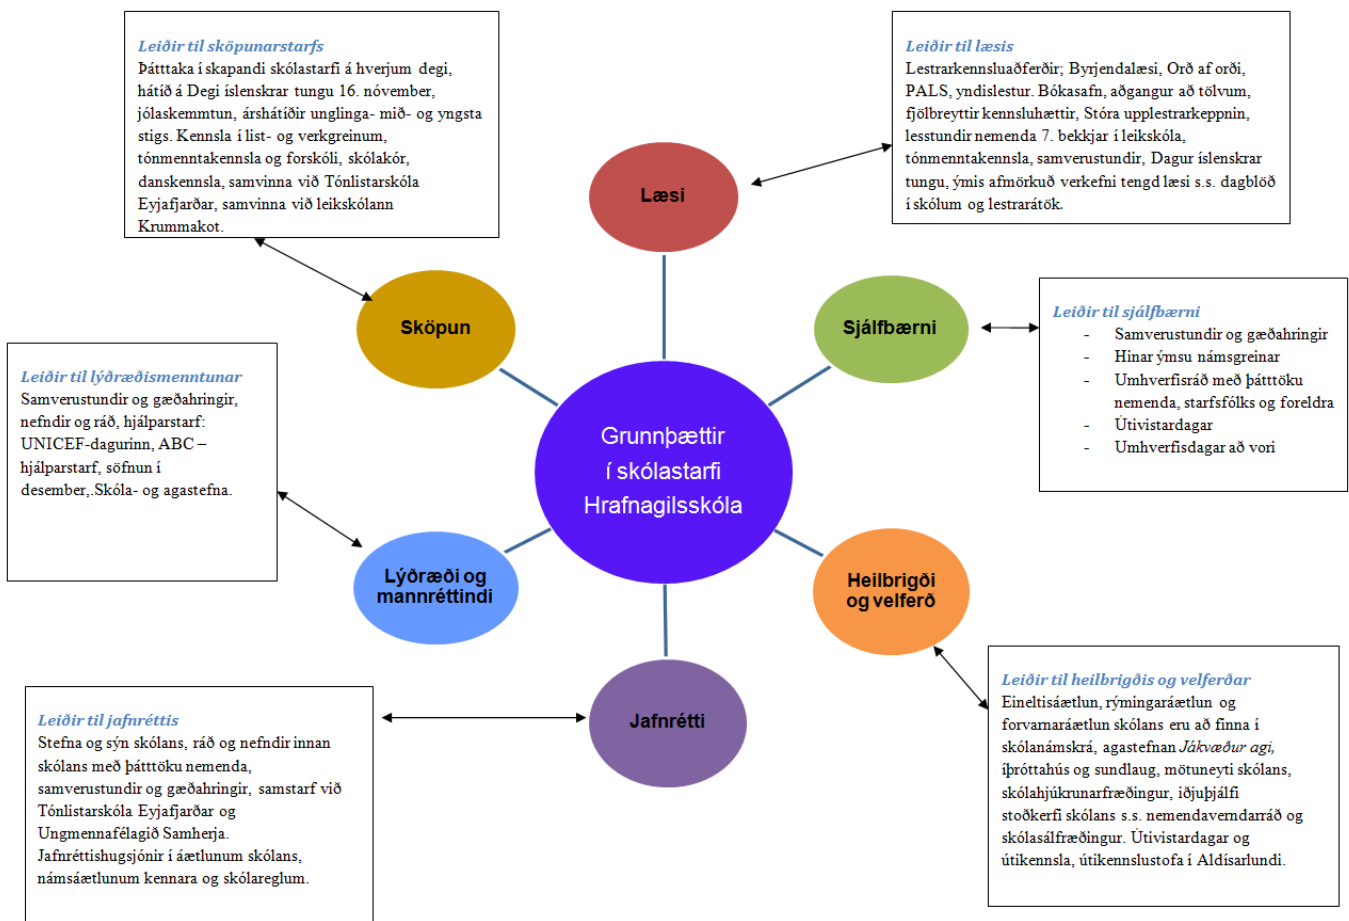 Leiðir til sköpunarstarfs
Þátttaka í skapandi skólastarfi á hverjum degi,
hátíð á Degi íslenskrar tungu 16. nóvember,
jólaskemmtun, árshátíðir unglinga- mið- og yngsta
stigs. Kennsla í list- og verkgreinum,
tónmenntakennsla og forskóli, skólakór,
danskennsla, samvinna við Tónlistarskóla
Eyjafjarðar, samvinna við leikskólann
Krummakot.
Leiðir til læsis
Lestrarkennsluaðferðir; Byrjendalæsi, Orð af orði,
PALS, yndislestur. Bókasafn, aðgangur að tölvum,
fjölbreyttir kennsluhættir, Stóra upplestrarkeppnin,
lesstundir nemenda 7. bekkjar í leikskóla,
tónmenntakennsla, samverustundir, Dagur íslenskrar
tungu, ýmis afmörkuð verkefni tengd læsi s.s. dagblöð
í skólum og lestrarátök.
Læsi
Sköpun
Sjálfbærni
Leiðir til sjálfbærni
- Samverustundir og gæðahringir
- Hinar ýmsu námsgreinar
- Umhverfisráð með þátttöku
nemenda, starfsfólks og foreldra
- Útivistardagar
- Umhverfisdagar að vori
Leiðir til lýðræðismenntunar
Samverustundir og gæðahringir,
nefndir og ráð, hjálparstarf:
UNICEF-dagurinn, ABC –
hjálparstarf, söfnun í
desember,.Skóla- og agastefna.
Grunnþættir
í skólastarfi
Hrafnagilsskóla
Lýðræði og
mannréttindi
Heilbrigði
og velferð
Jafnrétti
Leiðir til jafnréttis
Stefna og sýn skólans, ráð og nefndir innan
skólans með þátttöku nemenda,
samverustundir og gæðahringir, samstarf við
Tónlistarskóla Eyjafjarðar og
Ungmennafélagið Samherja.
Jafnréttishugsjónir í áætlunum skólans,
námsáætlunum kennara og skólareglum.
Leiðir til heilbrigðis og velferðar
Eineltisáætlun, rýmingaráætlun og
forvarnaráætlun skólans eru að finna í
skólanámskrá, agastefnan Jákvæður agi,
íþróttahús og sundlaug, mötuneyti skólans,
skólahjúkrunarfræðingur, iðjuþjálfi
stoðkerfi skólans s.s. nemendaverndarráð og
skólasálfræðingur. Útivistardagar og
útikennsla, útikennslustofa í Aldísarlundi.